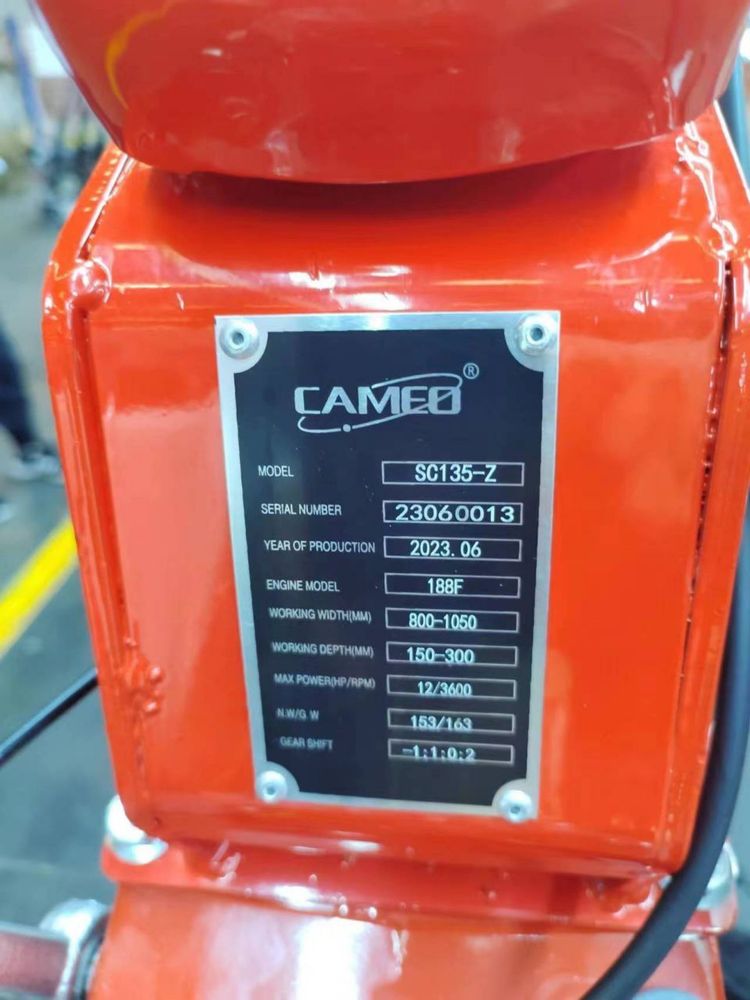 CAMEO®
MODEL SC135-Z
SERIAL NUMBER 23060013
YEAR OF PRODUCTION 2023.06
ENGINE MODEL 188F
WORKING WIDTH(MM) 800-1050
WORKING DEPTH(MM) 150-300
MAX POWER(HP/RPM) 12/3600
N.W/G W 153/163
GEAR SHIFT -1;1;0;2